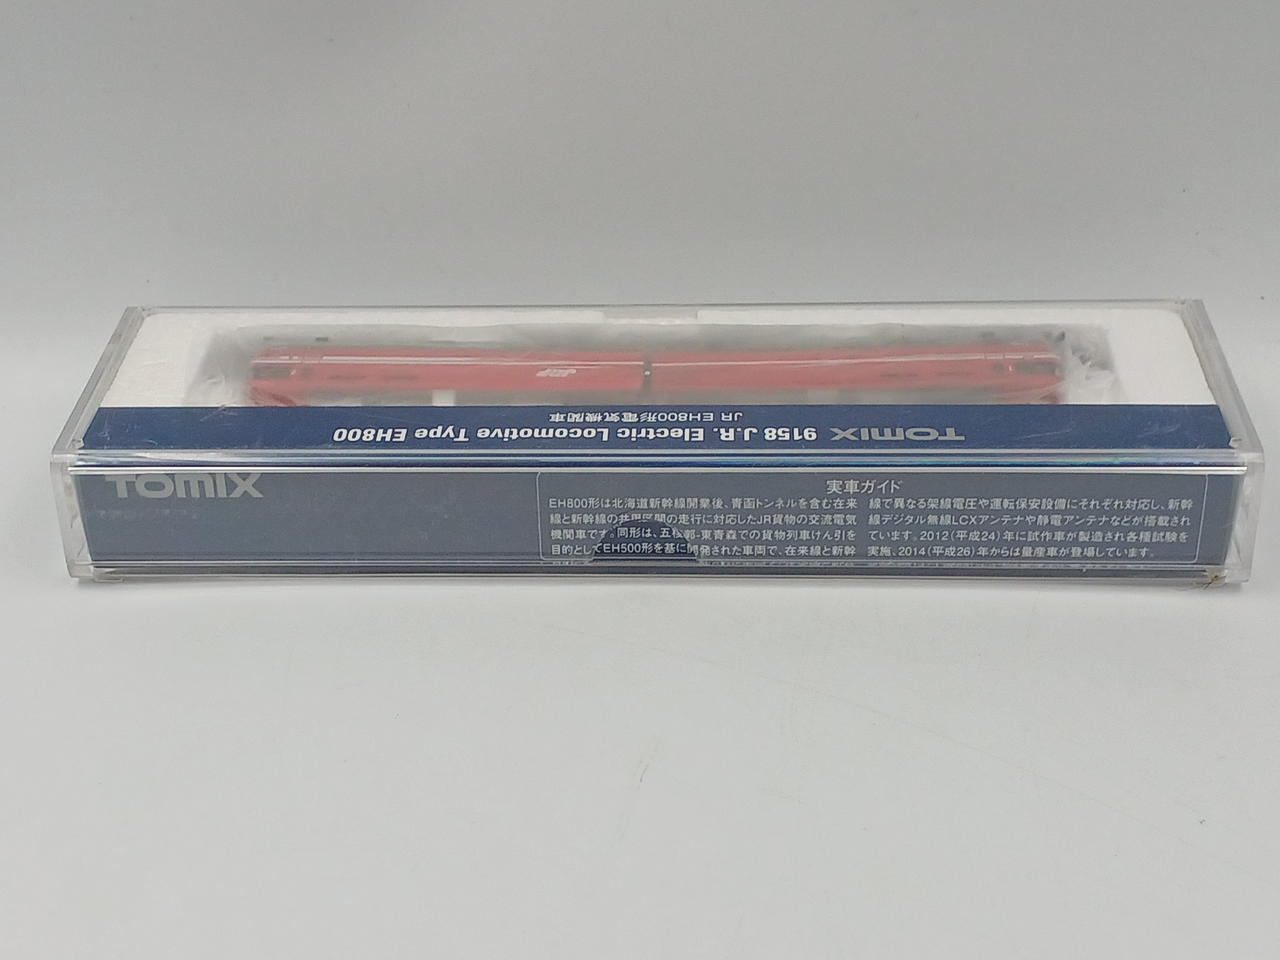 JRF
JR EH800形電気機関車
TOMIX 9158 J.R. Electric Locomotive Type EH800
TOMIX
実車ガイド
EH800形は北海道新幹線開業後、青函トンネルを含む在来
線と新幹線の共用区間の走行に対応したJR貨物の交流電気
機関車です。同形は、五稜郭-東青森での貨物列車けん引を
目的としてEH500形を基に開発された車両で、在来線と新幹
線で異なる架線電圧や運転保安設備にそれぞれ対応し、新幹
線デジタル無線LCXアンテナや静電アンテナなどが搭載され
ています。2012(平成24)年に試作車が製造され各種試験を
実施、2014(平成26)年からは量産車が登場しています。